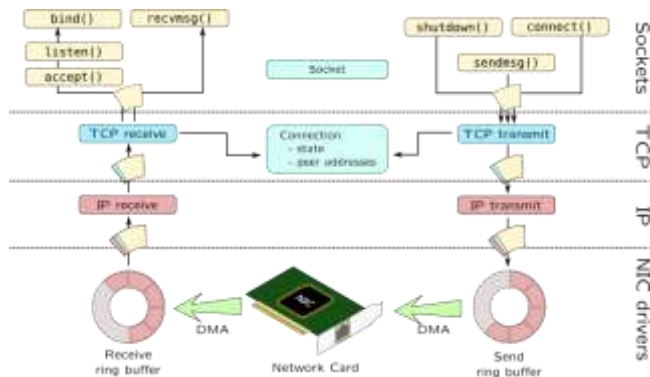 bind()
recvmsg()
listen()
accept()
shutdown()
connect()
sendmsg()
Socket
Sockets
TCP receive
Connection:
- state
- peer addresses
TCP transmit
TCP
IP receive
IP transmit
IP
NIC
DMA
DMA
NIC drivers
Receive
ring buffer
Network Card
Send
ring buffer